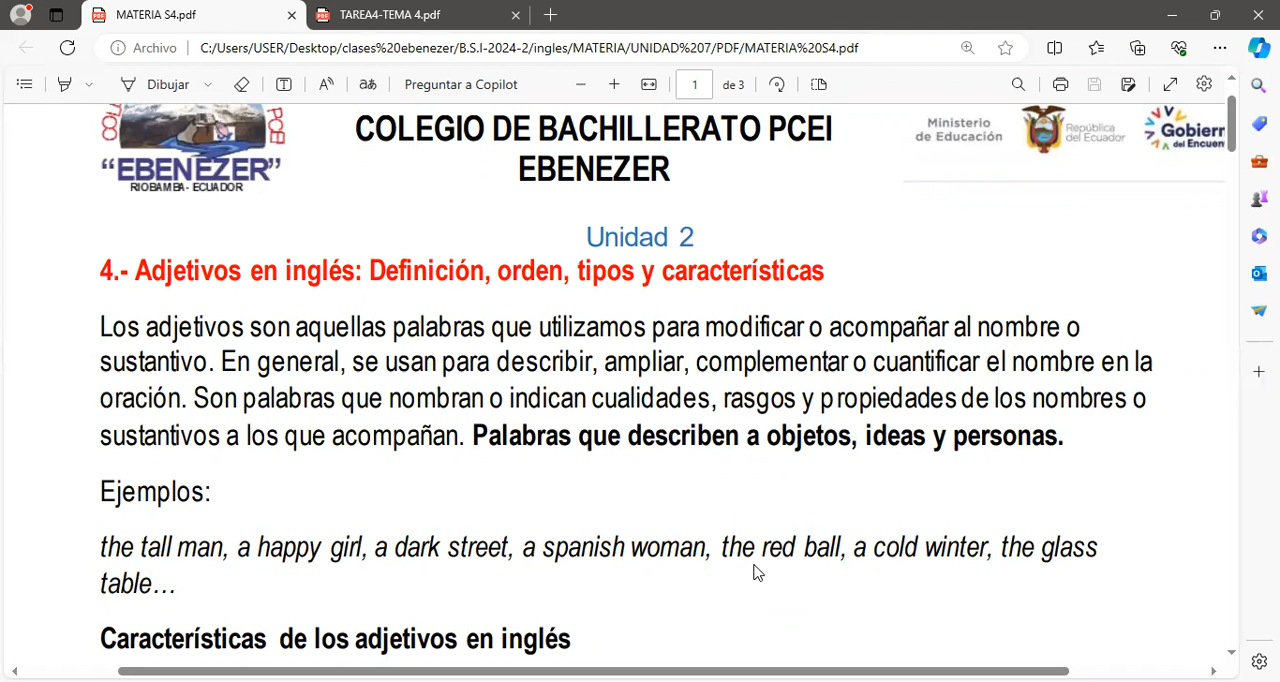 MATERIA S4.pdf
TAREA4-TEMA 4.pdf
Archivo
C:/Users/USER/Desktop/clases%20ebenezer/B.S.I-2024-2/ingles/MATERIA/UNIDAD%207/PDF/MATERIA%20S4.pdf
Dibujar
Preguntar a Copilot
1
de 3
COLEGIO DE BACHILLERATO PCEI
EBENEZER
PCEI
"EBENEZER"
RIOBAMBA- ECUADOR
Ministerio
de Educación
República
del Ecuador
Gobierr
del Encuen
Unidad 2
4.- Adjetivos en inglés: Definición, orden, tipos y características
Los adjetivos son aquellas palabras que utilizamos para modificar o acompañar al nombre o
sustantivo. En general, se usan para describir, ampliar, complementar o cuantificar el nombre en la
oración. Son palabras que nombran o indican cualidades, rasgos y propiedades de los nombres o
sustantivos a los que acompañan. Palabras que describen a objetos, ideas y personas.
Ejemplos:
the tall man, a happy girl, a dark street, a spanish woman, the red ball, a cold winter, the glass
table…
Características de los adjetivos en inglés